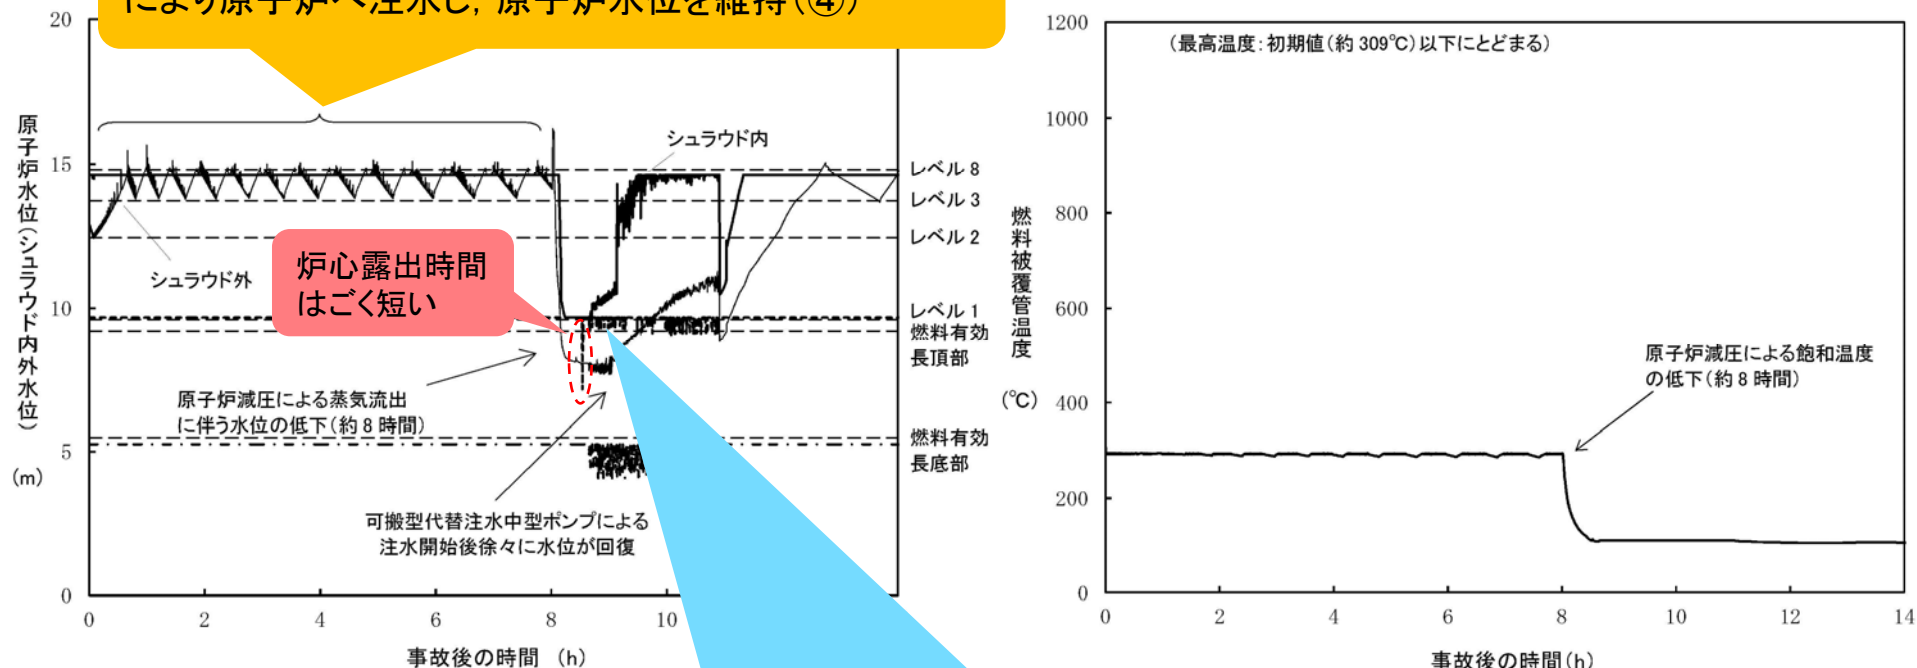 により原子炉へ注水し，原子炉水位を維持（④）
20
15
10
5
0
原子炉水位（シュラウド内外水位）
（m）
シュラウド内
シュラウド外
炉心露出時間
はごく短い
レベル 8
レベル 3
レベル 2
レベル 1
燃料有効
長頂部
燃料有効
長底部
原子炉減圧による蒸気流出
に伴う水位の低下（約 8 時間）
可搬型代替注水中型ポンプによる
注水開始後徐々に水位が回復
0 2 4 6 8 10
事故後の時間 （h）
1200
1000
800
600
400
200
0
燃料被覆管温度
（℃）
（最高温度：初期値（約 309℃）以下にとどまる）
原子炉減圧による飽和温度
の低下（約 8 時間）
0 2 4 6 8 10 12 14
事故後の時間（h）